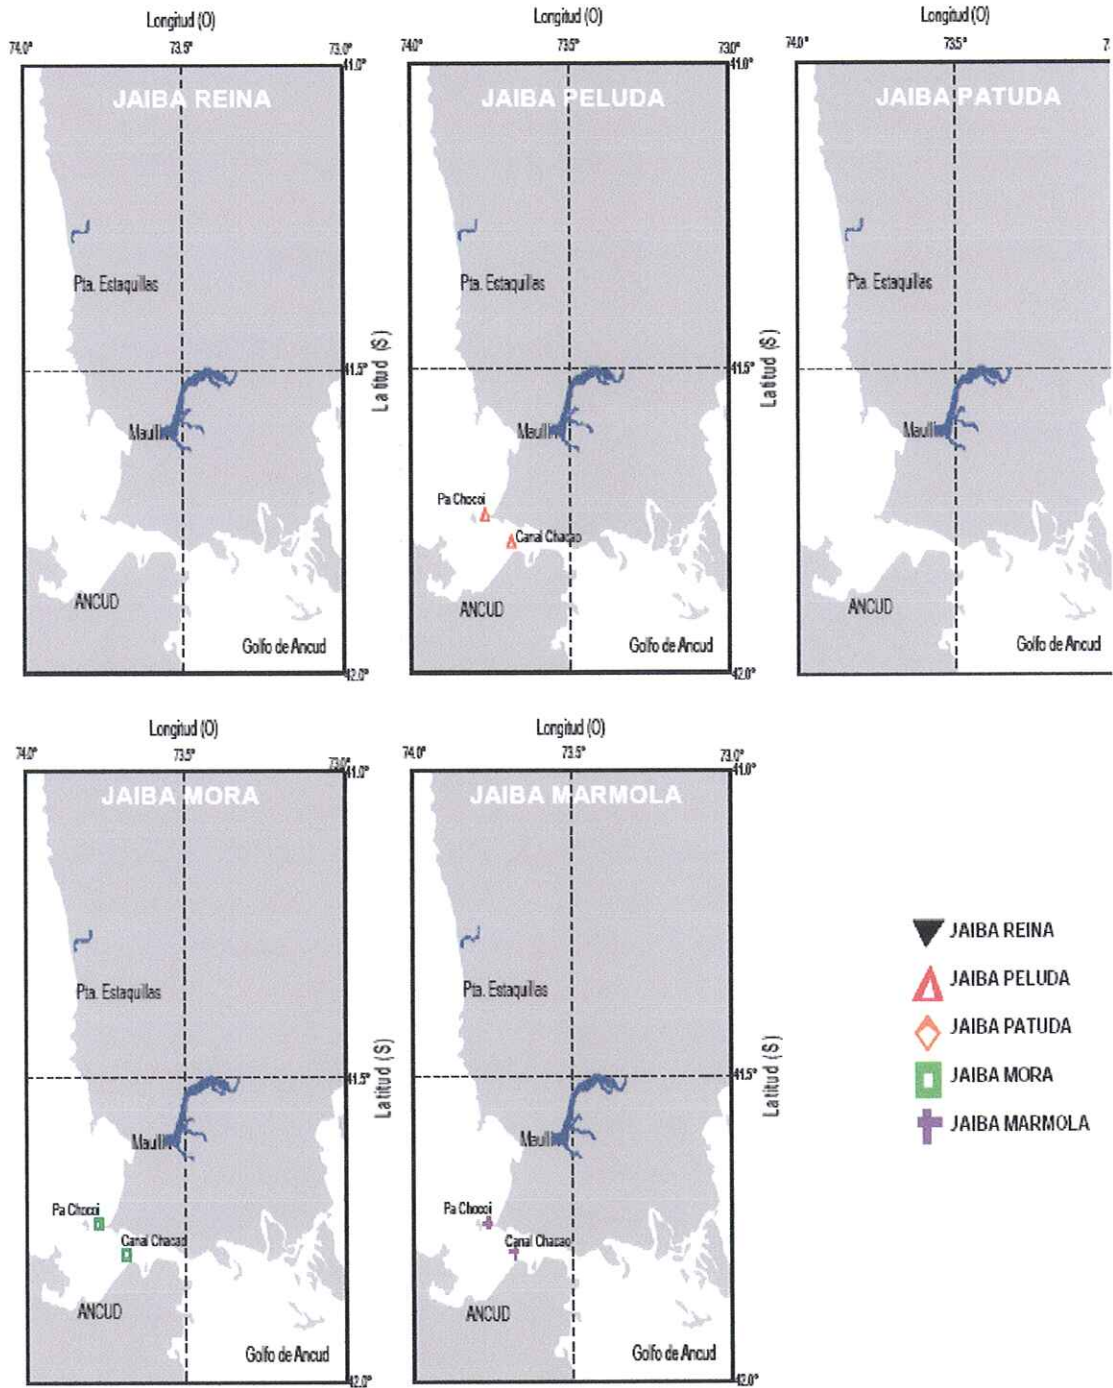 Longitud (O)
74.0° 73.5° 73.0°
41.0°
JAIBA REINA
Pta. Estaquillas
41.5°
Latitud (S)
Maullín
ANCUD
Golfo de Ancud
42.0°
Longitud (O)
74.0° 73.5° 73.0°
41.0°
JAIBA PELUDA
Pta. Estaquillas
41.5°
Latitud (S)
Maullín
Pa Chocoi
Canal Chacao
ANCUD
Golfo de Ancud
42.0°
Longitud (O)
74.0° 73.5°
JAIBA PATUDA
Pta. Estaquillas
Maullín
ANCUD
Golfo de Ancud
Longitud (O)
74.0° 73.5° 73.0°
41.0°
JAIBA MORA
Pta. Estaquillas
41.5°
Latitud (S)
Maullín
Pa Chocoi
Canal Chacao
ANCUD
Golfo de Ancud
42.0°
Longitud (O)
74.0° 73.5° 73.0°
41.0°
JAIBA MARMOLA
Pta. Estaquillas
41.5°
Latitud (S)
Maullín
Pa Chocoi
Canal Chacao
ANCUD
Golfo de Ancud
42.0°
JAIBA REINA
JAIBA PELUDA
JAIBA PATUDA
JAIBA MORA
JAIBA MARMOLA